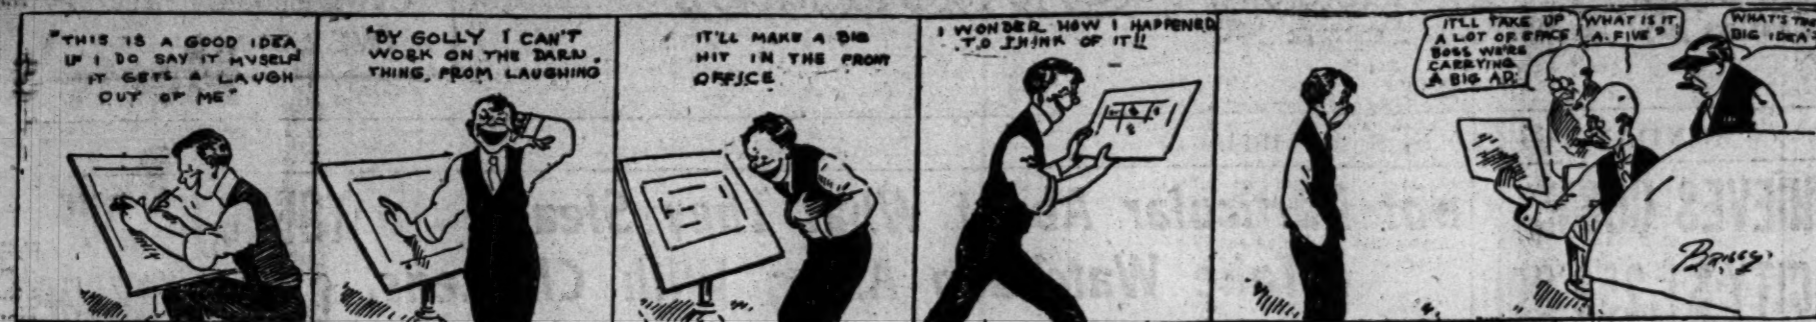 "THIS IS A GOOD IDEA
IF I DO SAY IT MYSELF
IT GETS A LAUGH
OUT OF ME"
"BY GOLLY I CAN'T
WORK ON THE DARN
THING, FROM LAUGHING
IT'LL MAKE A BIG
HIT IN THE FRONT
OFFICE
I WONDER HOW I HAPPENED
TO THINK OF IT!!
IT'LL TAKE UP
A LOT OF SPACE
BOSS WE'RE
CARRYING
A BIG AD.
WHAT IS IT
A FIVE?
WHAT'S THE
BIG IDEA?
BRIGGS